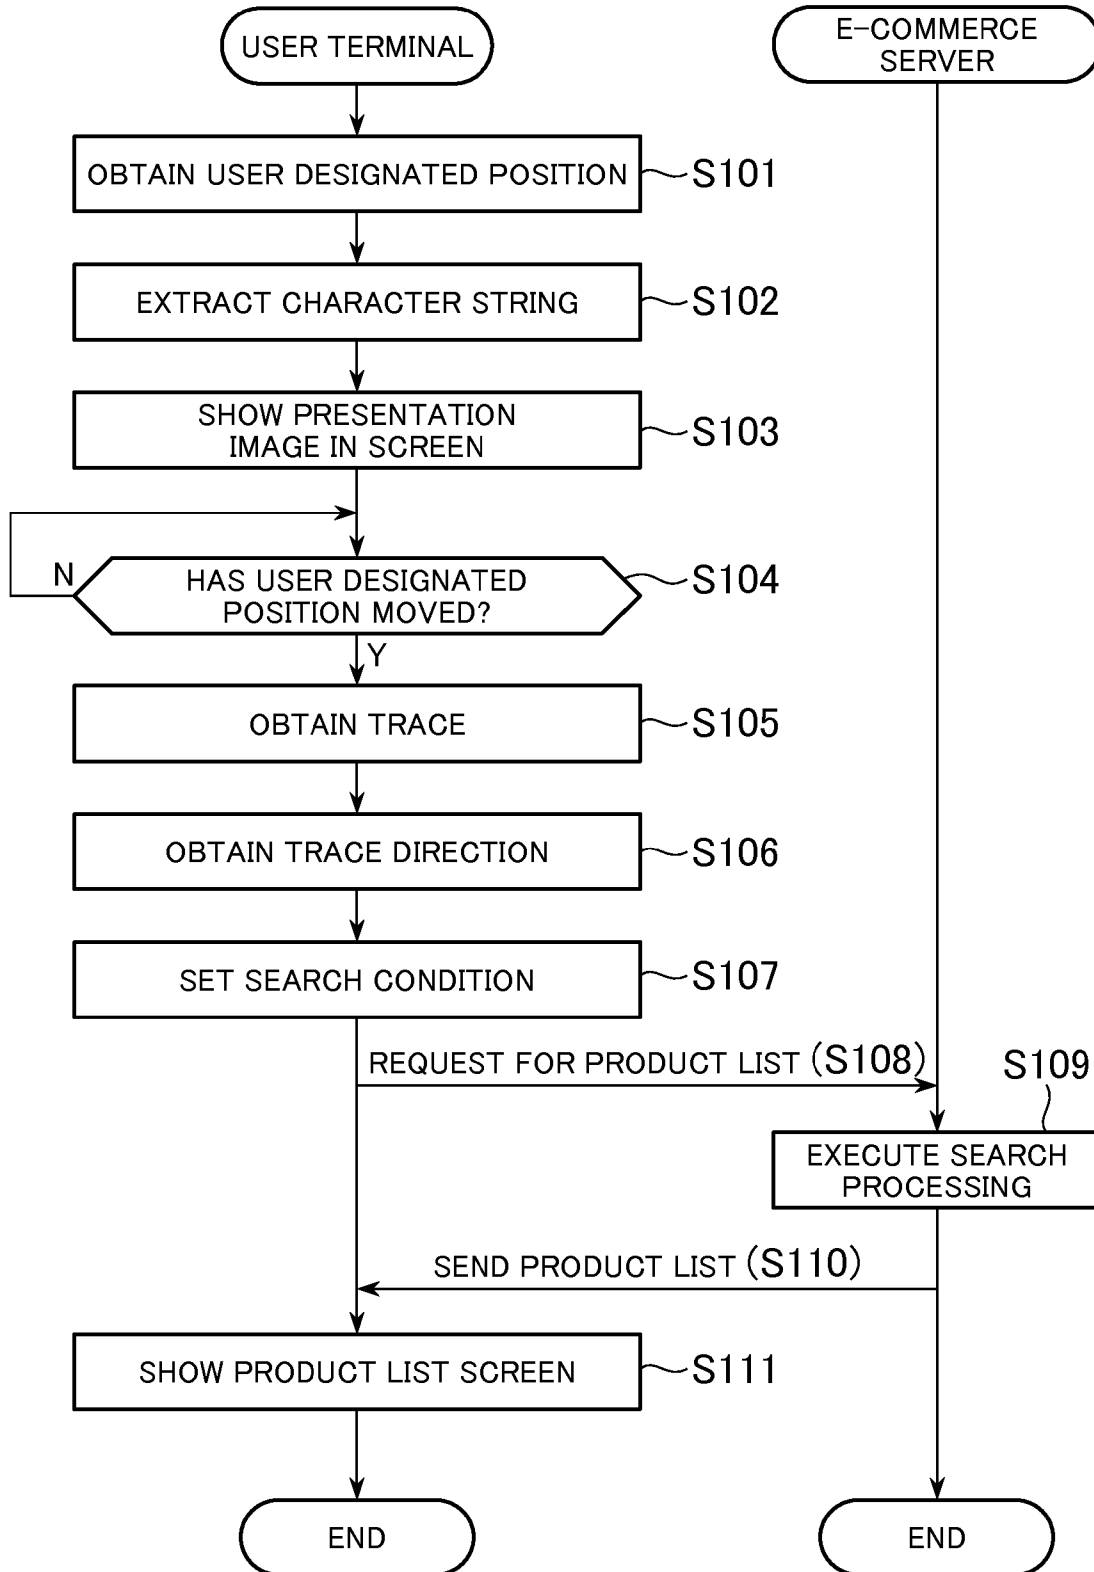 USER TERMINAL
E-COMMERCE
SERVER
OBTAIN USER DESIGNATED POSITION
S101
EXTRACT CHARACTER STRING
S102
SHOW PRESENTATION
IMAGE IN SCREEN
S103
N
HAS USER DESIGNATED
POSITION MOVED?
S104
Y
OBTAIN TRACE
S105
OBTAIN TRACE DIRECTION
S106
SET SEARCH CONDITION
S107
REQUEST FOR PRODUCT LIST (S108)
S109
EXECUTE SEARCH
PROCESSING
SEND PRODUCT LIST (S110)
SHOW PRODUCT LIST SCREEN
S111
END
END